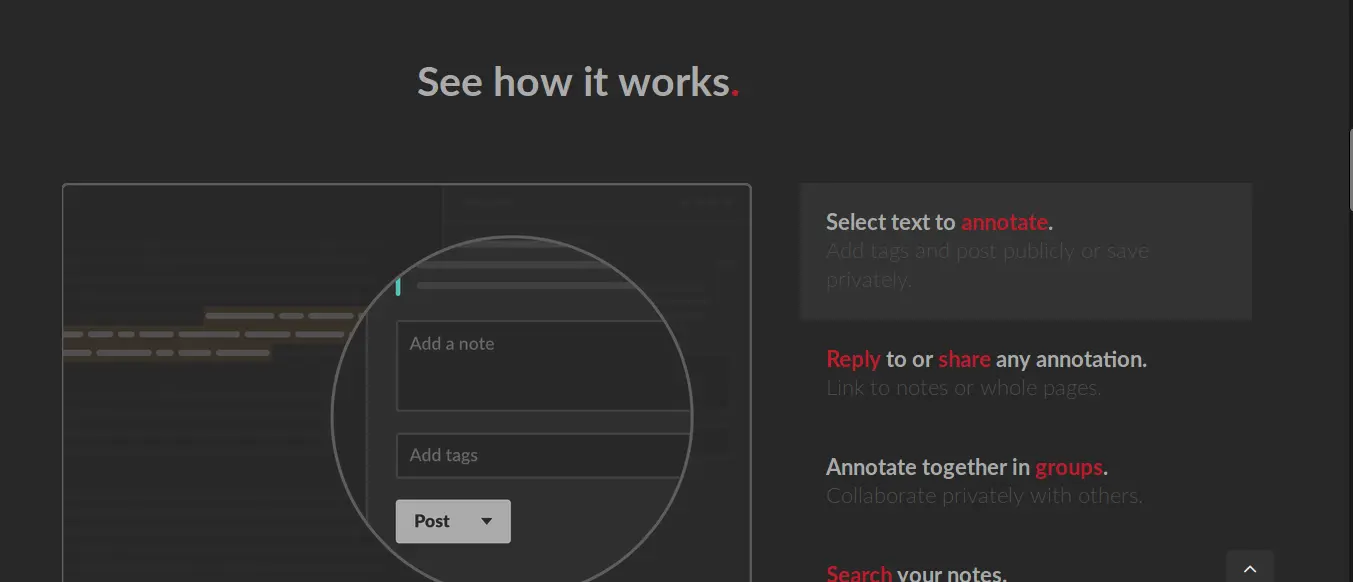 See how it works.
Add a note
Add tags
Post
Select text to annotate.
Add tags and post publicly or save
privately.
Reply to or share any annotation.
Link to notes or whole pages.
Annotate together in groups.
Collaborate privately with others.
Search your notes.